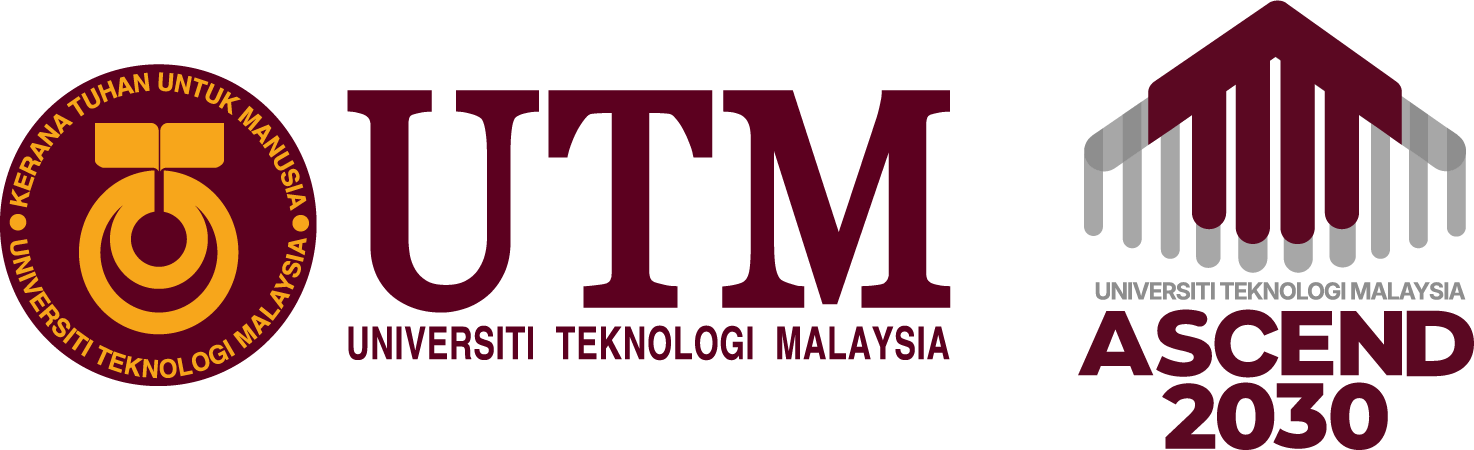 KERANA TUHAN UNTUK MANUSIA
UNIVERSITI TEKNOLOGI MALAYSIA
UTM
UNIVERSITI TEKNOLOGI MALAYSIA
UNIVERSITI TEKNOLOGI MALAYSIA
ASCEND
2030